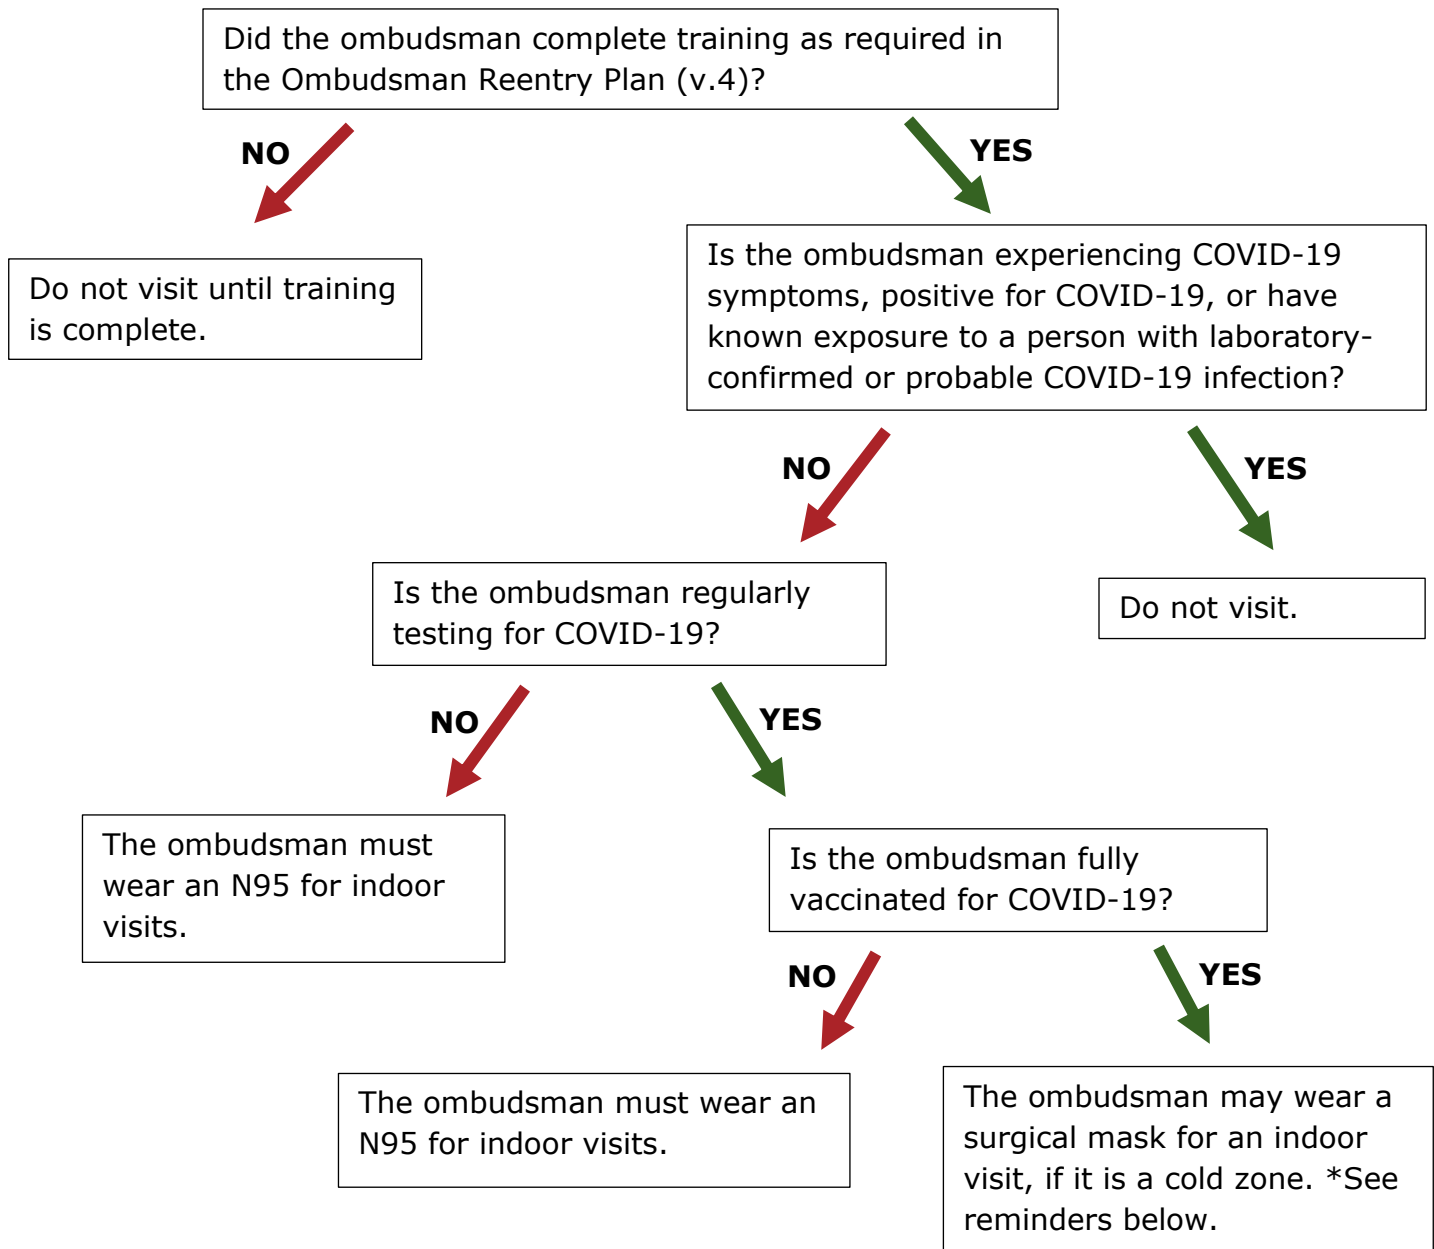 Did the ombudsman complete training as required in
the Ombudsman Reentry Plan (v.4)?
NO
YES
Do not visit until training
is complete.
Is the ombudsman experiencing COVID-19
symptoms, positive for COVID-19, or have
known exposure to a person with laboratory-
confirmed or probable COVID-19 infection?
NO
YES
Is the ombudsman regularly
testing for COVID-19?
Do not visit.
NO
YES
The ombudsman must
wear an N95 for indoor
visits.
Is the ombudsman fully
vaccinated for COVID-19?
NO
YES
The ombudsman must wear an
N95 for indoor visits.
The ombudsman may wear a
surgical mask for an indoor
visit, if it is a cold zone. *See
reminders below.